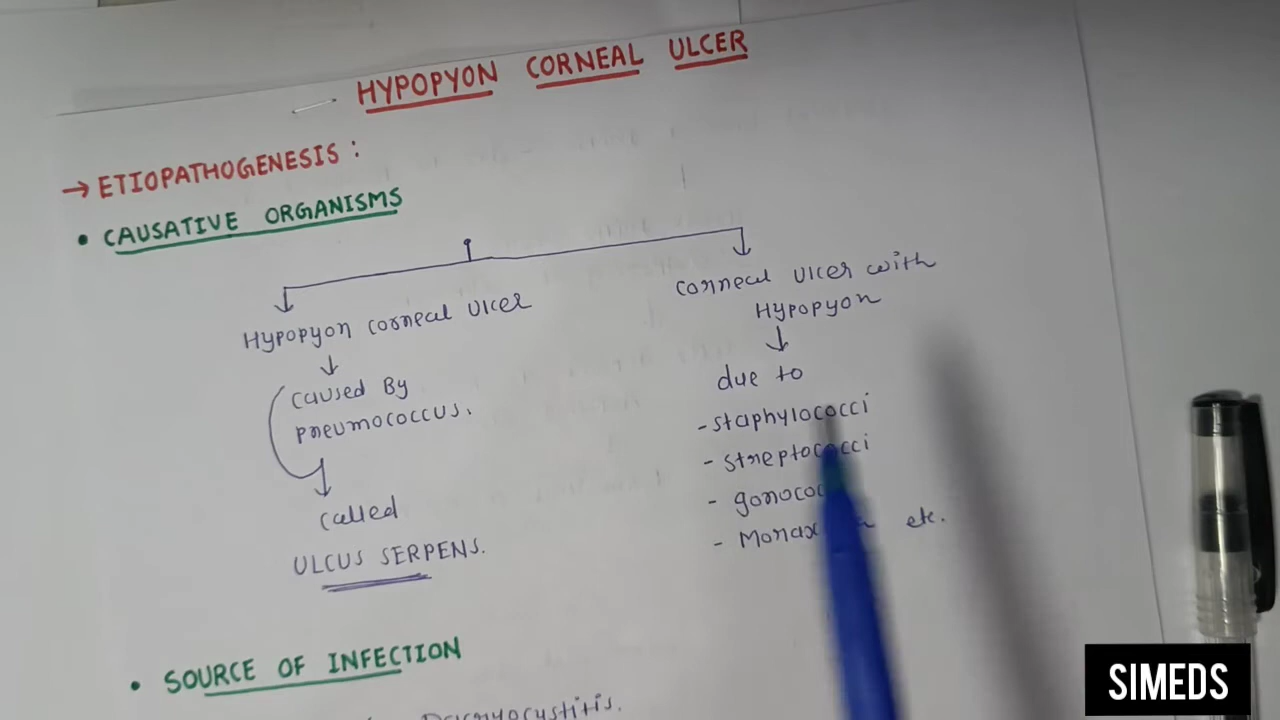 HYPOPYON CORNEAL ULCER
→ ETIOPATHOGENESIS :
• CAUSATIVE ORGANISMS
Hypopyon corneal ulcer
caused By
pneumococcus.
called
ULCUS SERPENS.
corneal ulcer with
Hypopyon
due to
- staphylococci
- streptococci
- etc.
• SOURCE OF INFECTION
Dacryocystitis.
SIMEDS